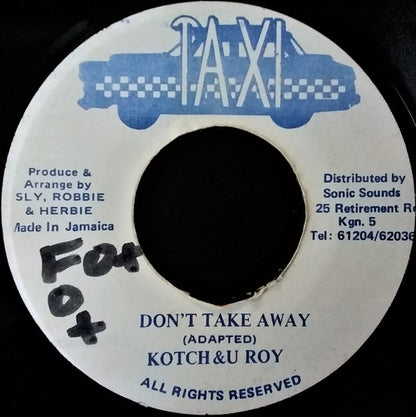 TAXI
Produce &
Arrange by
SLY, ROBBIE
& HERBIE
Made In Jamaica
Distributed by
Sonic Sounds
25 Retirement
Kgn. 5
Tel: 61204/62036
DON'T TAKE AWAY
(ADAPTED)
KOTCH & U ROY
ALL RIGHTS RESERVED